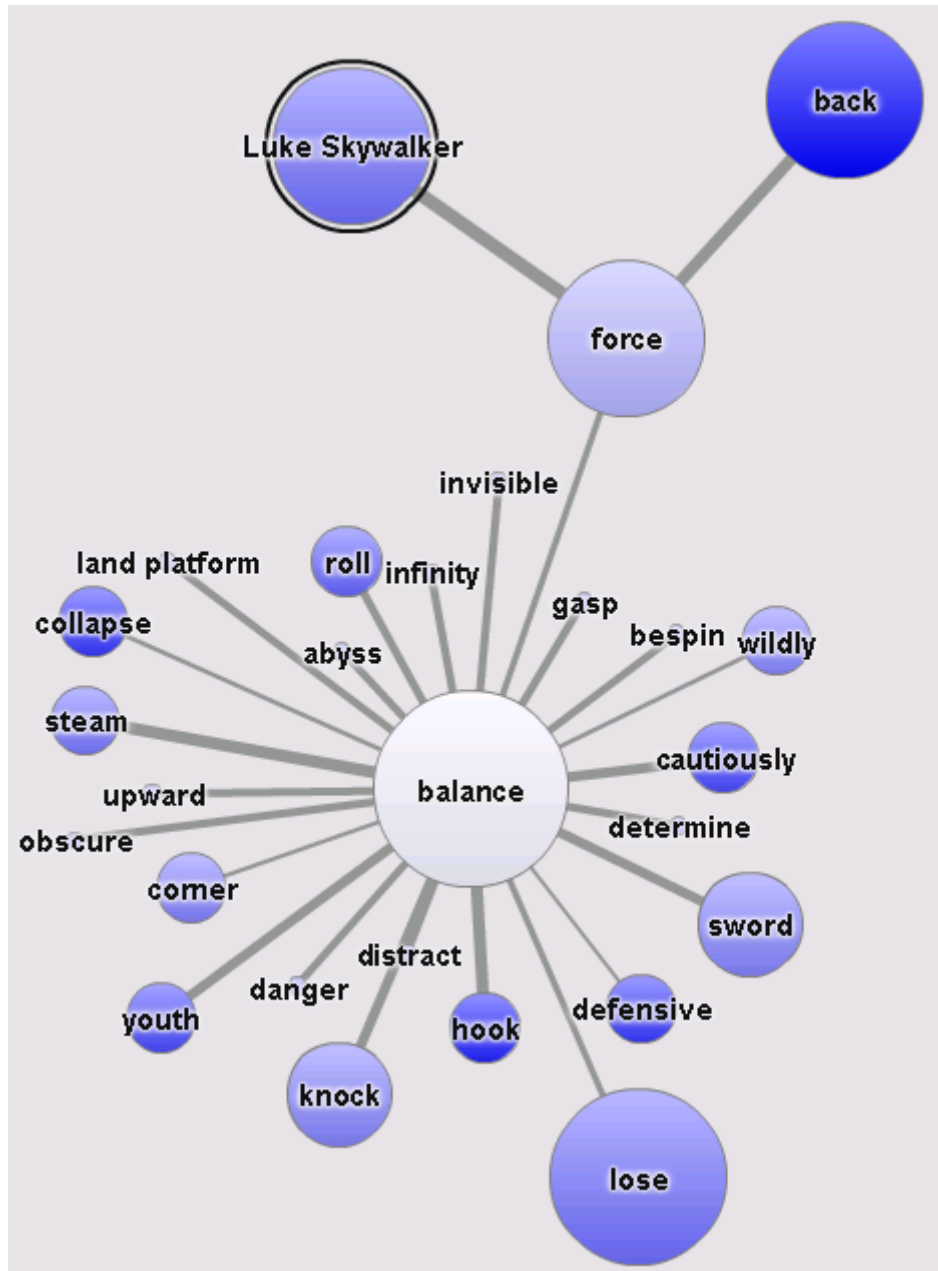 back
Luke Skywalker
force
invisible
land platform
roll
infinity
gasp
collapse
bespin
wildly
abyss
steam
cautiously
upward
balance
determine
obscure
corner
sword
distract
danger
defensive
youth
hook
knock
lose